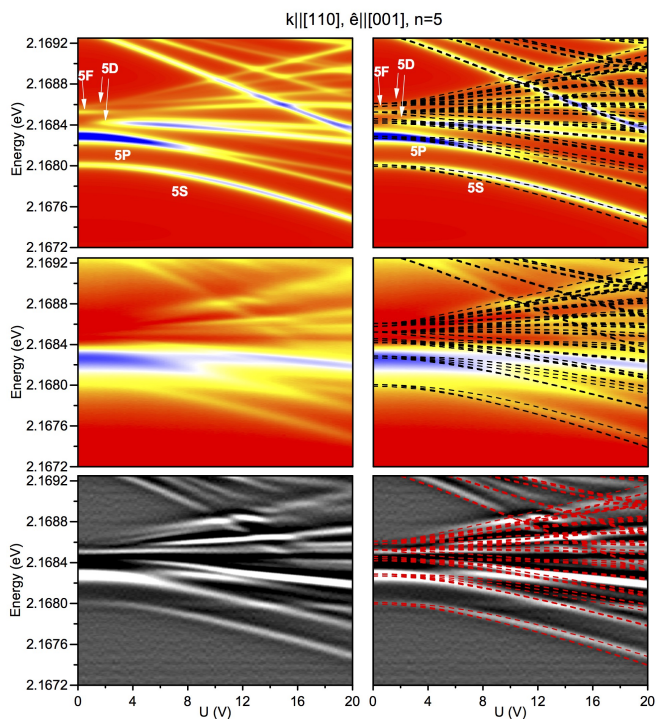 k||[110], ê||[001], n=5
Energy (eV)
2.1692
2.1688
2.1684
2.1680
2.1676
2.1672
5F
5D
5P
5S
5F
5D
5P
5S
Energy (eV)
2.1692
2.1688
2.1684
2.1680
2.1676
2.1672
Energy (eV)
2.1692
2.1688
2.1684
2.1680
2.1676
2.1672
0 4 8 12 16 20
U (V)
0 4 8 12 16 20
U (V)